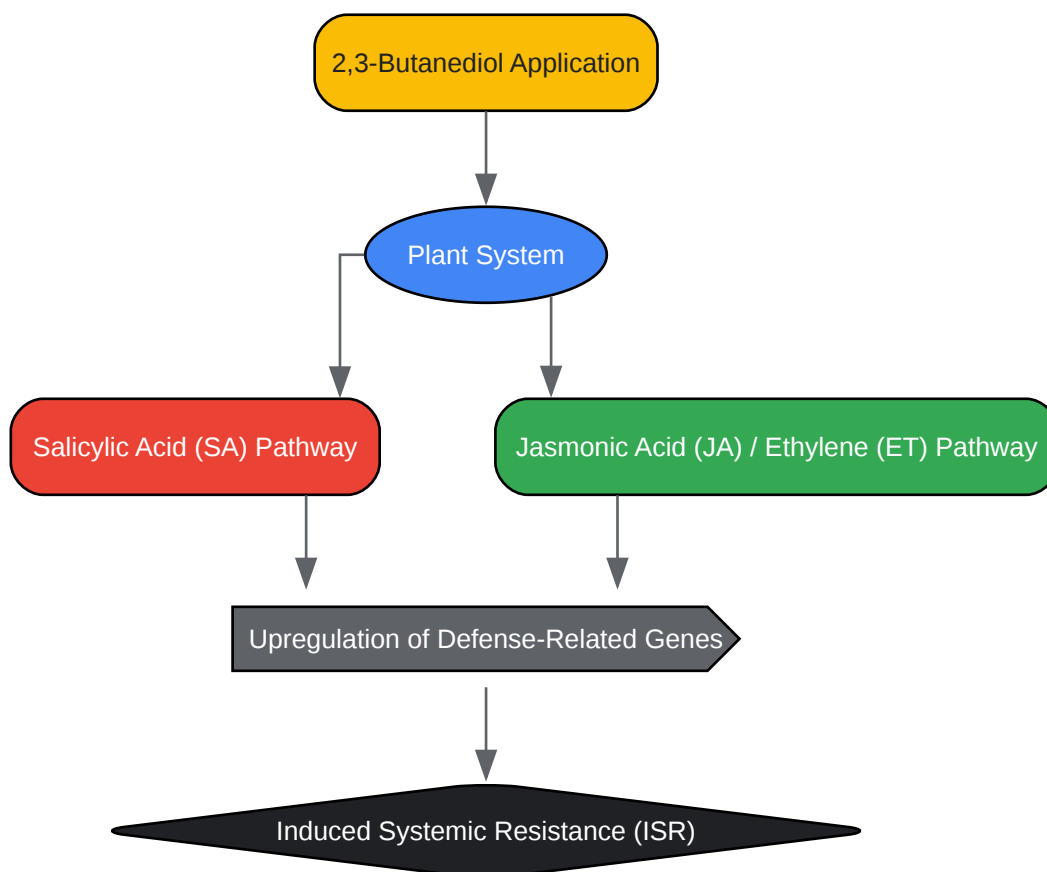 2,3-Butanediol Application
Plant System
Salicylic Acid (SA) Pathway
Jasmonic Acid (JA) / Ethylene (ET) Pathway
Upregulation of Defense-Related Genes
Induced Systemic Resistance (ISR)